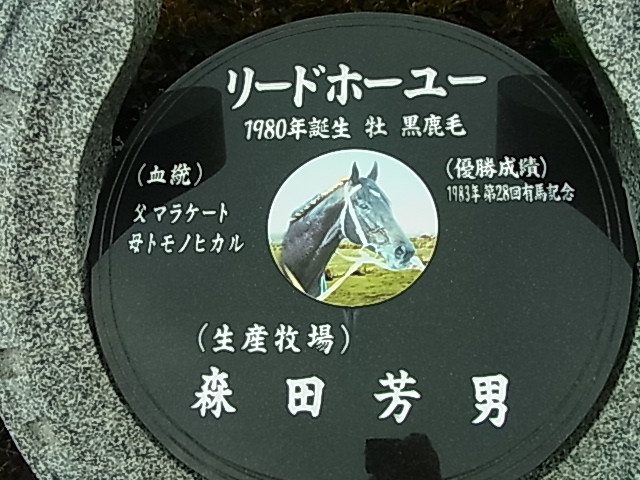 リードホーユー
1980年誕生 牡 黒鹿毛
(血統)
父マラケート
母トモノヒカル
(優勝成績)
1983年 第28回有馬記念
(生産牧場)
森田芳男